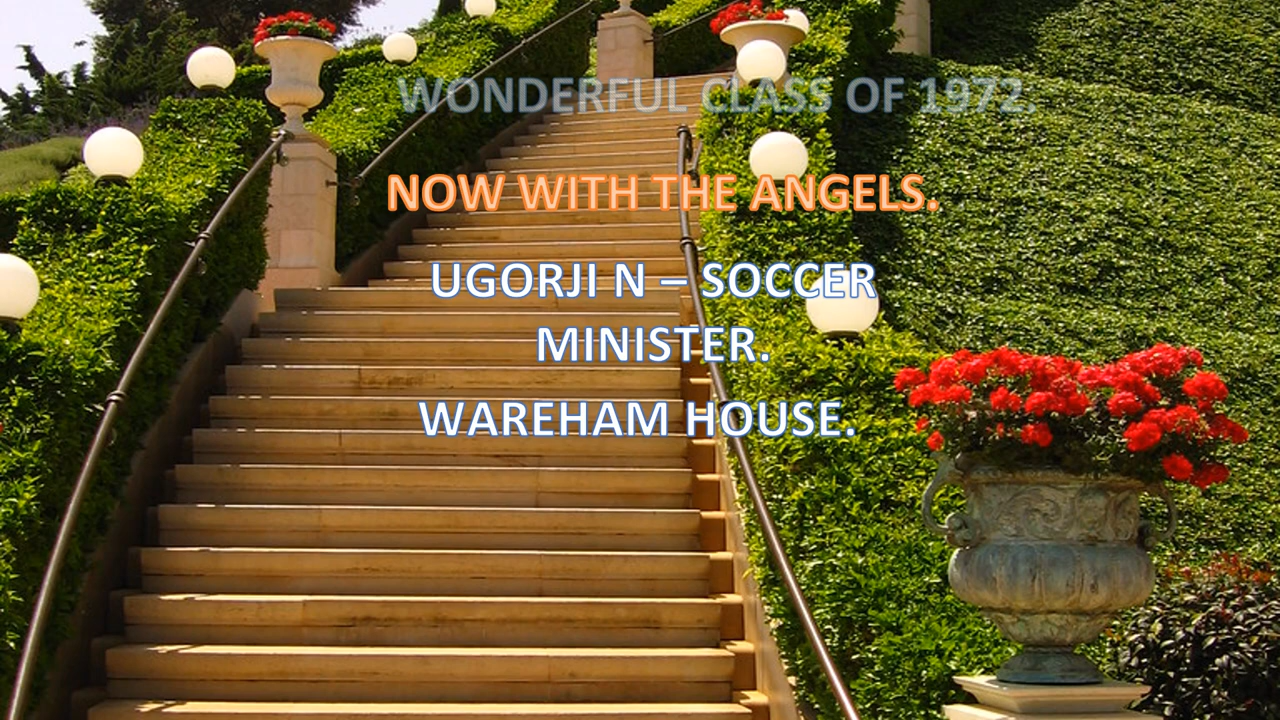 WONDERFUL CLASS OF 1972.
NOW WITH THE ANGELS.
UGORJI N – SOCCER
MINISTER.
WAREHAM HOUSE.